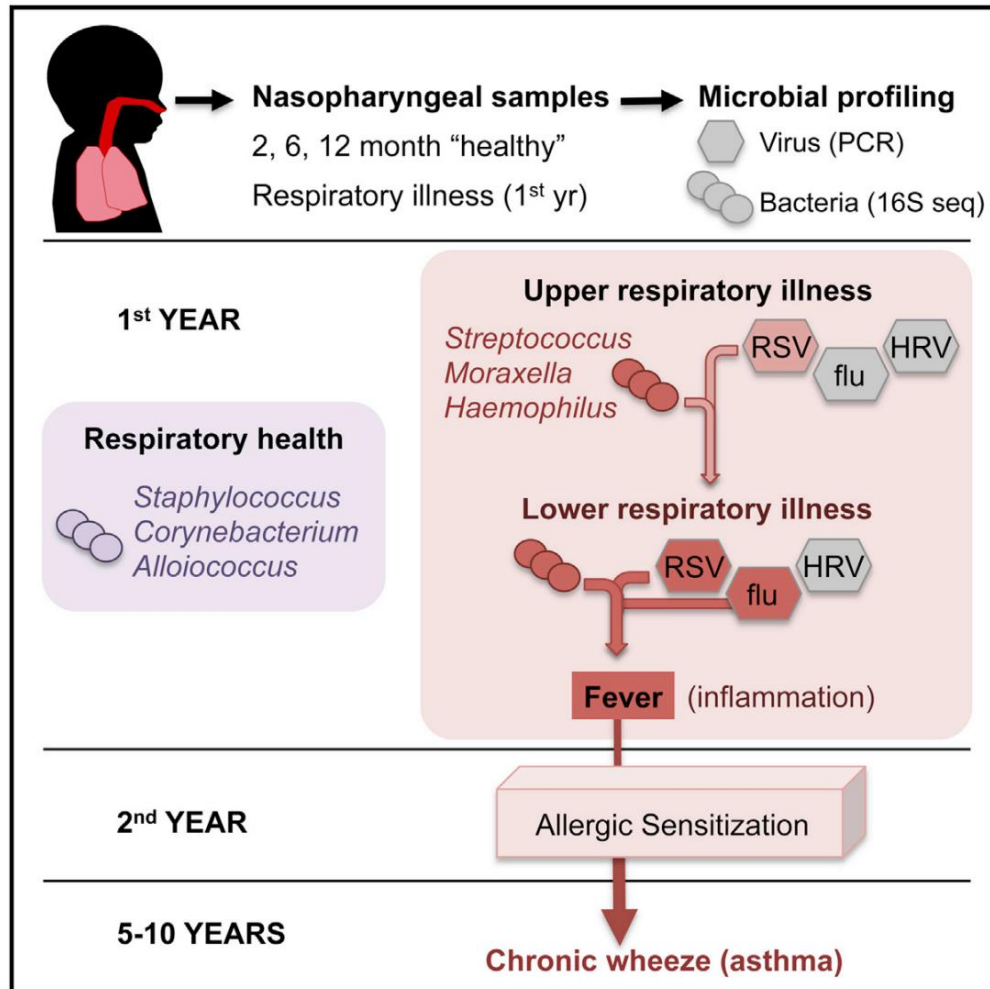 Nasopharyngeal samples
2, 6, 12 month “healthy”
Respiratory illness (1st yr)
Microbial profiling
Virus (PCR)
Bacteria (16S seq)
1st YEAR
Respiratory health
Staphylococcus
Corynebacterium
Alloiococcus
Upper respiratory illness
Streptococcus
Moraxella
Haemophilus
RSV
flu
HRV
Lower respiratory illness
RSV
flu
HRV
Fever (inflammation)
2nd YEAR
Allergic Sensitization
5-10 YEARS
Chronic wheeze (asthma)